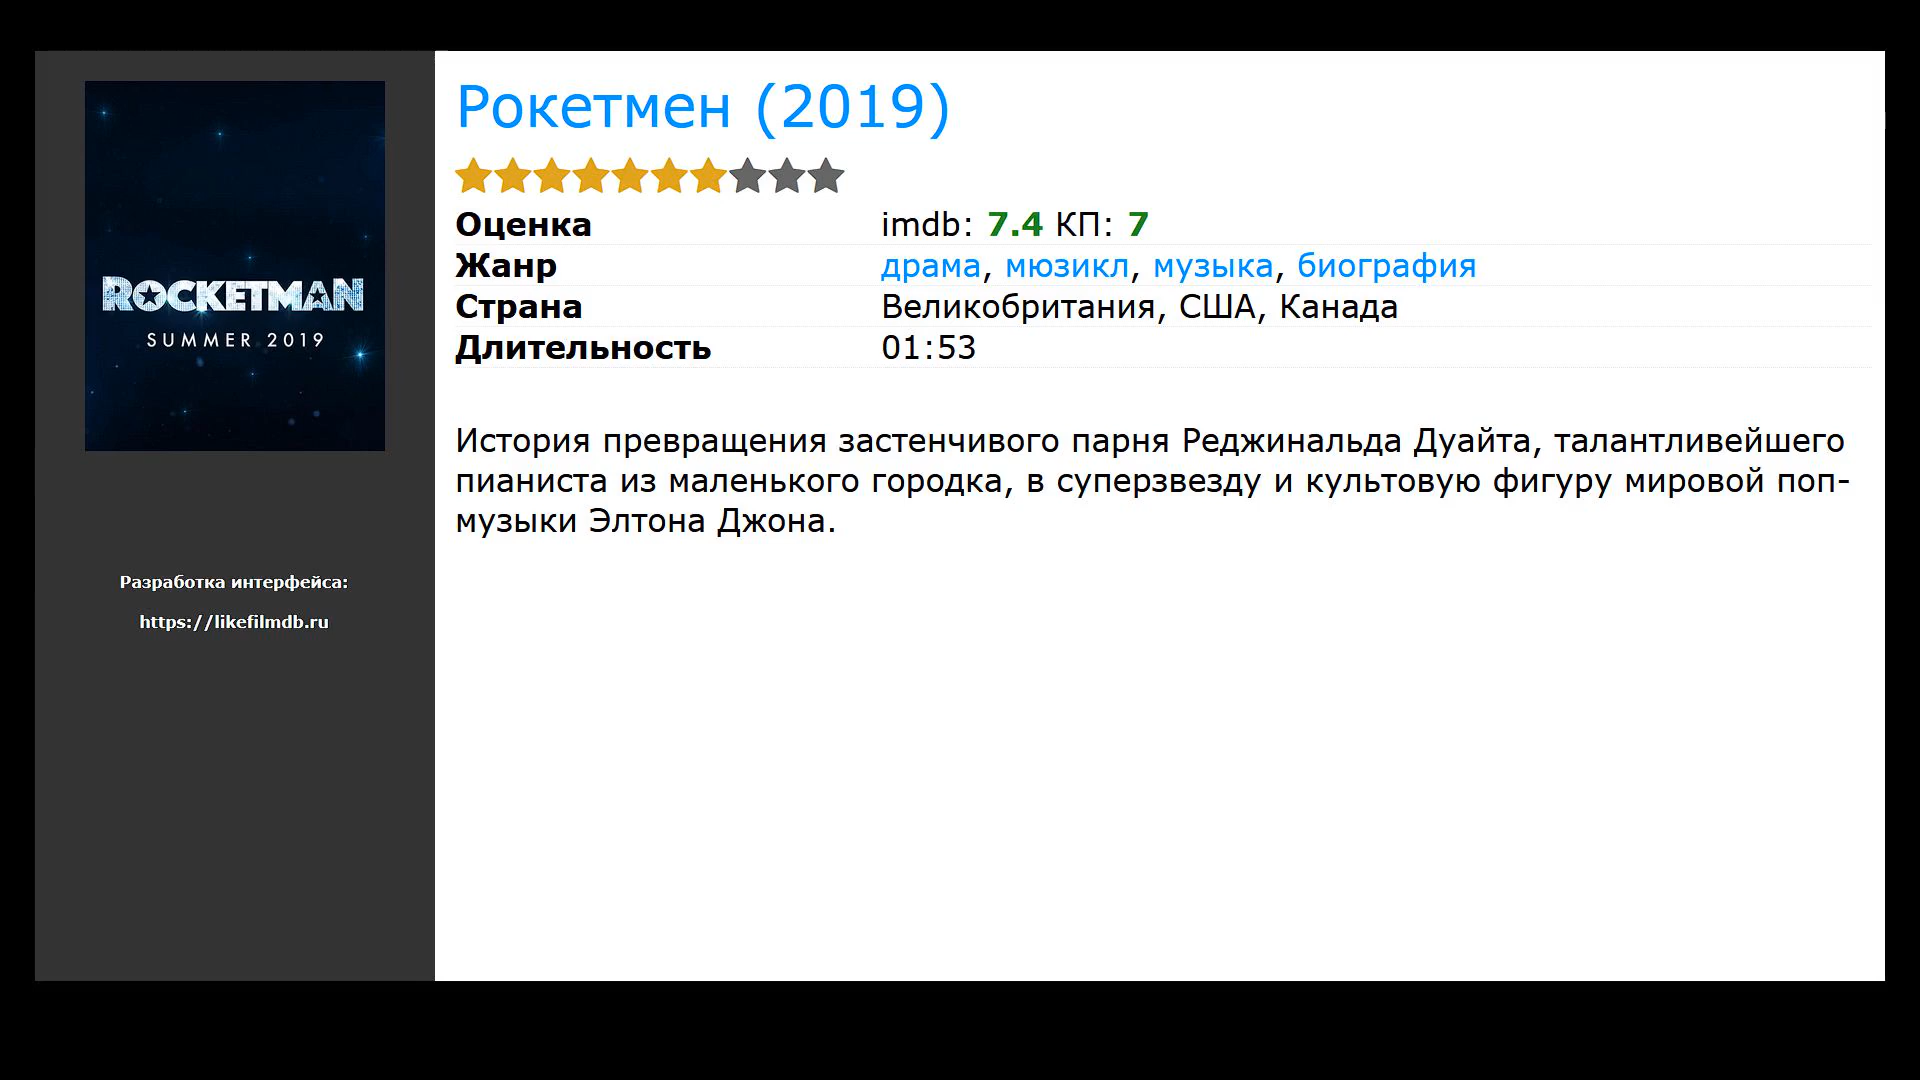 ROCKETMAN
SUMMER 2019
Разработка интерфейса:
https://likefilmdb.ru
Рокетмен (2019)
Оценка imdb: 7.4 КП: 7
Жанр драма, мюзикл, музыка, биография
Страна Великобритания, США, Канада
Длительность 01:53
История превращения застенчивого парня Реджинальда Дуайта, талантливейшего
пианиста из маленького городка, в суперзвезду и культовую фигуру мировой поп-
музыки Элтона Джона.